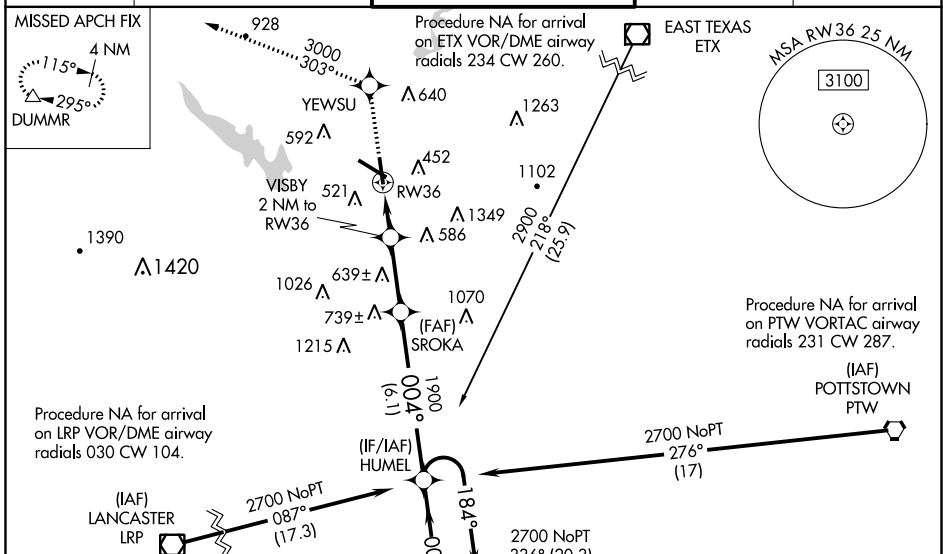 MISSED APCH FIX
4 NM
115°
295°
DUMMR
928
3000
303°
YEWSU
640
592
Procedure NA for arrival
on ETX VOR/DME airway
radials 234 CW 260.
EAST TEXAS
ETX
MSA RW 36 25 NM
3100
1263
452
1102
RW36
521
VISBY
2 NM to
RW36
1349
586
2900
218°
(25.9)
1390
1420
639±
1026
739±
1070
1215
(FAF)
SROKA
Procedure NA for arrival
on PTW VORTAC airway
radials 231 CW 287.
(IAF)
POTTSTOWN
PTW
1900
004°
(6.1)
Procedure NA for arrival
on LRP VOR/DME airway
radials 030 CW 104.
(IF/IAF)
HUMEL
2700 NoPT
276°
(17)
(IAF)
LANCASTER
LRP
2700 NoPT
087°
(17.3)
184°
2700 NoPT